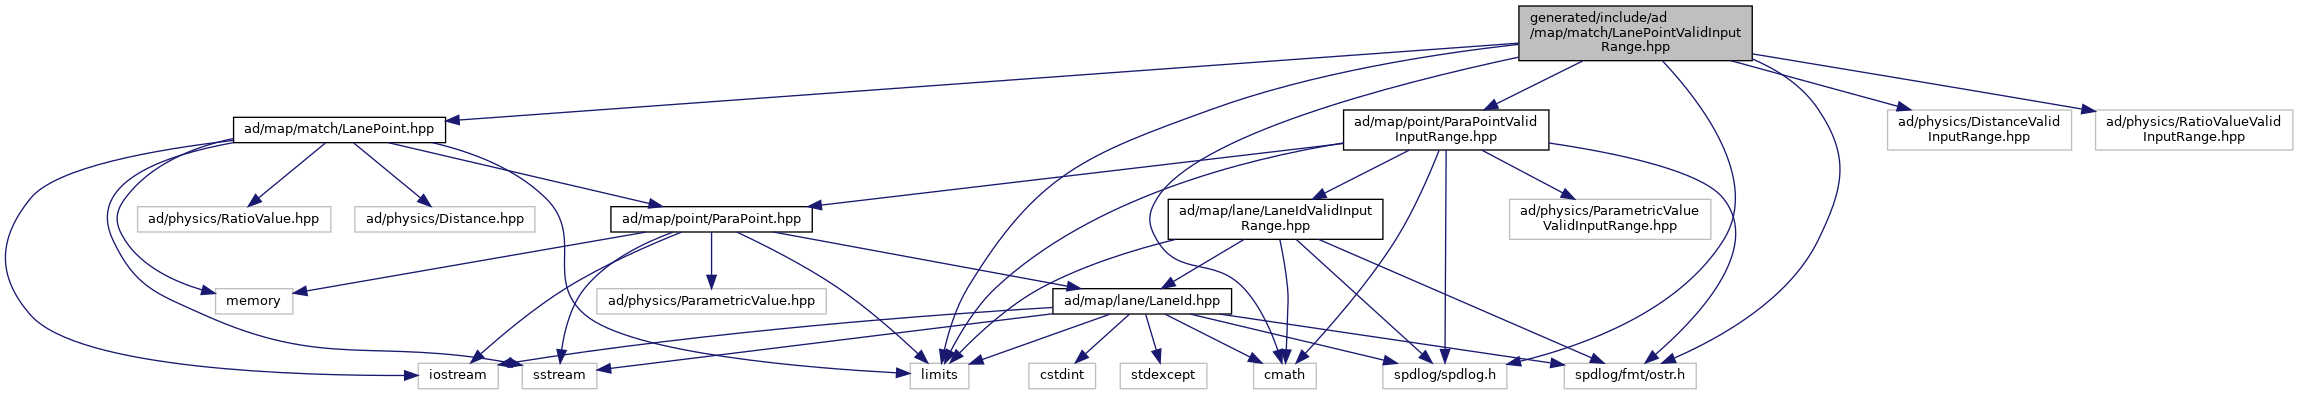 generated/include/ad
/map/match/LanePointValidInput
Range.hpp
ad/map/match/LanePoint.hpp
ad/map/point/ParaPointValid
InputRange.hpp
ad/physics/DistanceValid
InputRange.hpp
ad/physics/RatioValueValid
InputRange.hpp
ad/physics/RatioValue.hpp
ad/physics/Distance.hpp
ad/map/point/ParaPoint.hpp
ad/map/lane/LaneIdValidInput
Range.hpp
ad/physics/ParametricValue
ValidInputRange.hpp
memory
ad/physics/ParametricValue.hpp
ad/map/lane/LaneId.hpp
iostream
sstream
limits
cstdint
stdexcept
cmath
spdlog/spdlog.h
spdlog/fmt/ostr.h